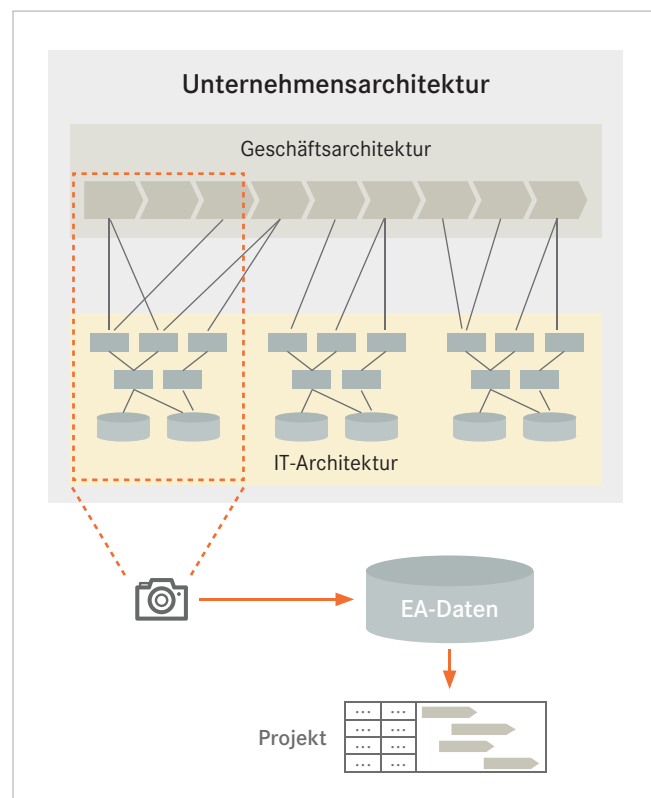 Unternehmensarchitektur
Geschäftsarchitektur
IT-Architektur
EA-Daten
Projekt
... ...
... ...
... ...
... ...